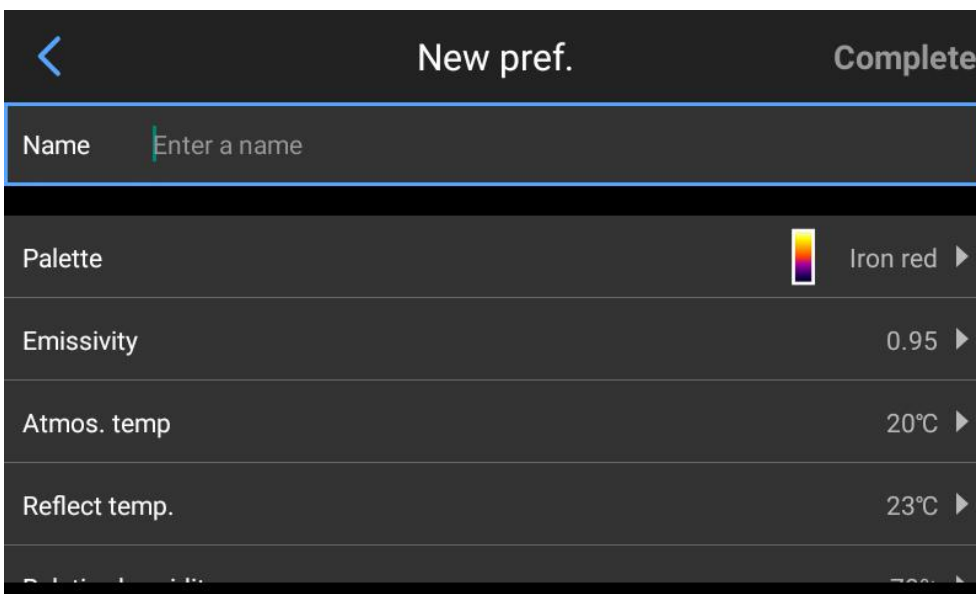 New pref.
Complete
Name Enter a name
Palette Iron red
Emissivity 0.95
Atmos. temp 20℃
Reflect temp. 23℃